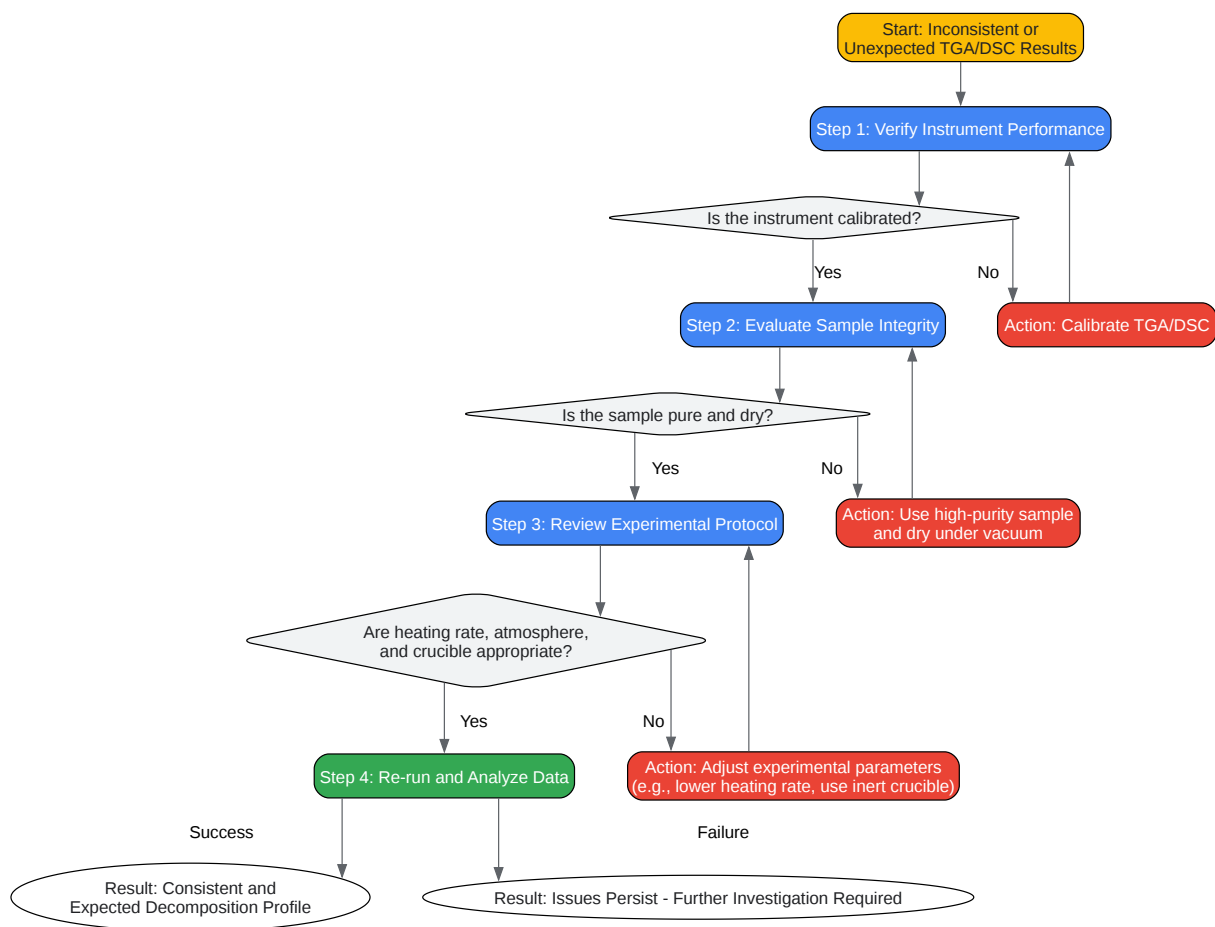 Start: Inconsistent or
Unexpected TGA/DSC Results
Step 1: Verify Instrument Performance
Is the instrument calibrated?
Yes
No
Step 2: Evaluate Sample Integrity
Action: Calibrate TGA/DSC
Is the sample pure and dry?
Yes
No
Step 3: Review Experimental Protocol
Action: Use high-purity sample
and dry under vacuum
Are heating rate, atmosphere,
and crucible appropriate?
Yes
No
Step 4: Re-run and Analyze Data
Action: Adjust experimental parameters
(e.g., lower heating rate, use inert crucible)
Success
Failure
Result: Consistent and
Expected Decomposition Profile
Result: Issues Persist - Further Investigation Required